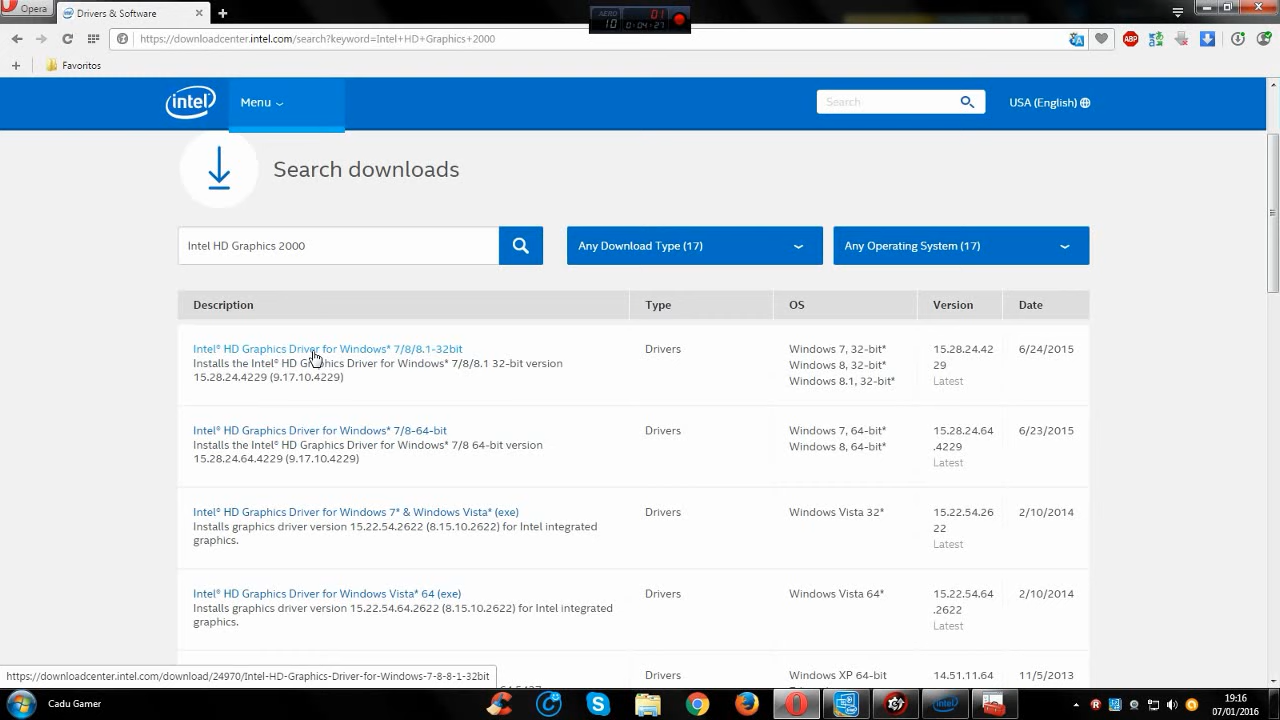 Opera
Drivers & Software
AERO
10
01
0:04:27
https://downloadcenter.intel.com/search?keyword=Intel+HD+Graphics+2000
ABP
Favoritos
intel
Menu
Search
USA (English)
Search downloads
Intel HD Graphics 2000
Any Download Type (17)
Any Operating System (17)
Description
Type
OS
Version
Date
Intel® HD Graphics Driver for Windows* 7/8/8.1-32bit
Installs the Intel® HD Graphics Driver for Windows* 7/8/8.1 32-bit version
15.28.24.4229 (9.17.10.4229)
Drivers
Windows 7, 32-bit*
Windows 8, 32-bit*
Windows 8.1, 32-bit*
15.28.24.42
29
Latest
6/24/2015
Intel® HD Graphics Driver for Windows* 7/8-64-bit
Installs the Intel® HD Graphics Driver for Windows* 7/8 64-bit version
15.28.24.64.4229 (9.17.10.4229)
Drivers
Windows 7, 64-bit*
Windows 8, 64-bit*
15.28.24.64
.4229
Latest
6/23/2015
Intel® HD Graphics Driver for Windows 7* & Windows Vista* (exe)
Installs graphics driver version 15.22.54.2622 (8.15.10.2622) for Intel integrated
graphics.
Drivers
Windows Vista 32*
15.22.54.26
22
Latest
2/10/2014
Intel® HD Graphics Driver for Windows Vista* 64 (exe)
Installs graphics driver version 15.22.54.64.2622 (8.15.10.2622) for Intel integrated
graphics.
Drivers
Windows Vista 64*
15.22.54.64
.2622
Latest
2/10/2014
Drivers
Windows XP 64-bit
14.51.11.64
11/5/2013
https://downloadcenter.intel.com/download/24970/Intel-HD-Graphics-Driver-for-Windows-7-8-8-1-32bit
Cadu Gamer
19:16
07/01/2016